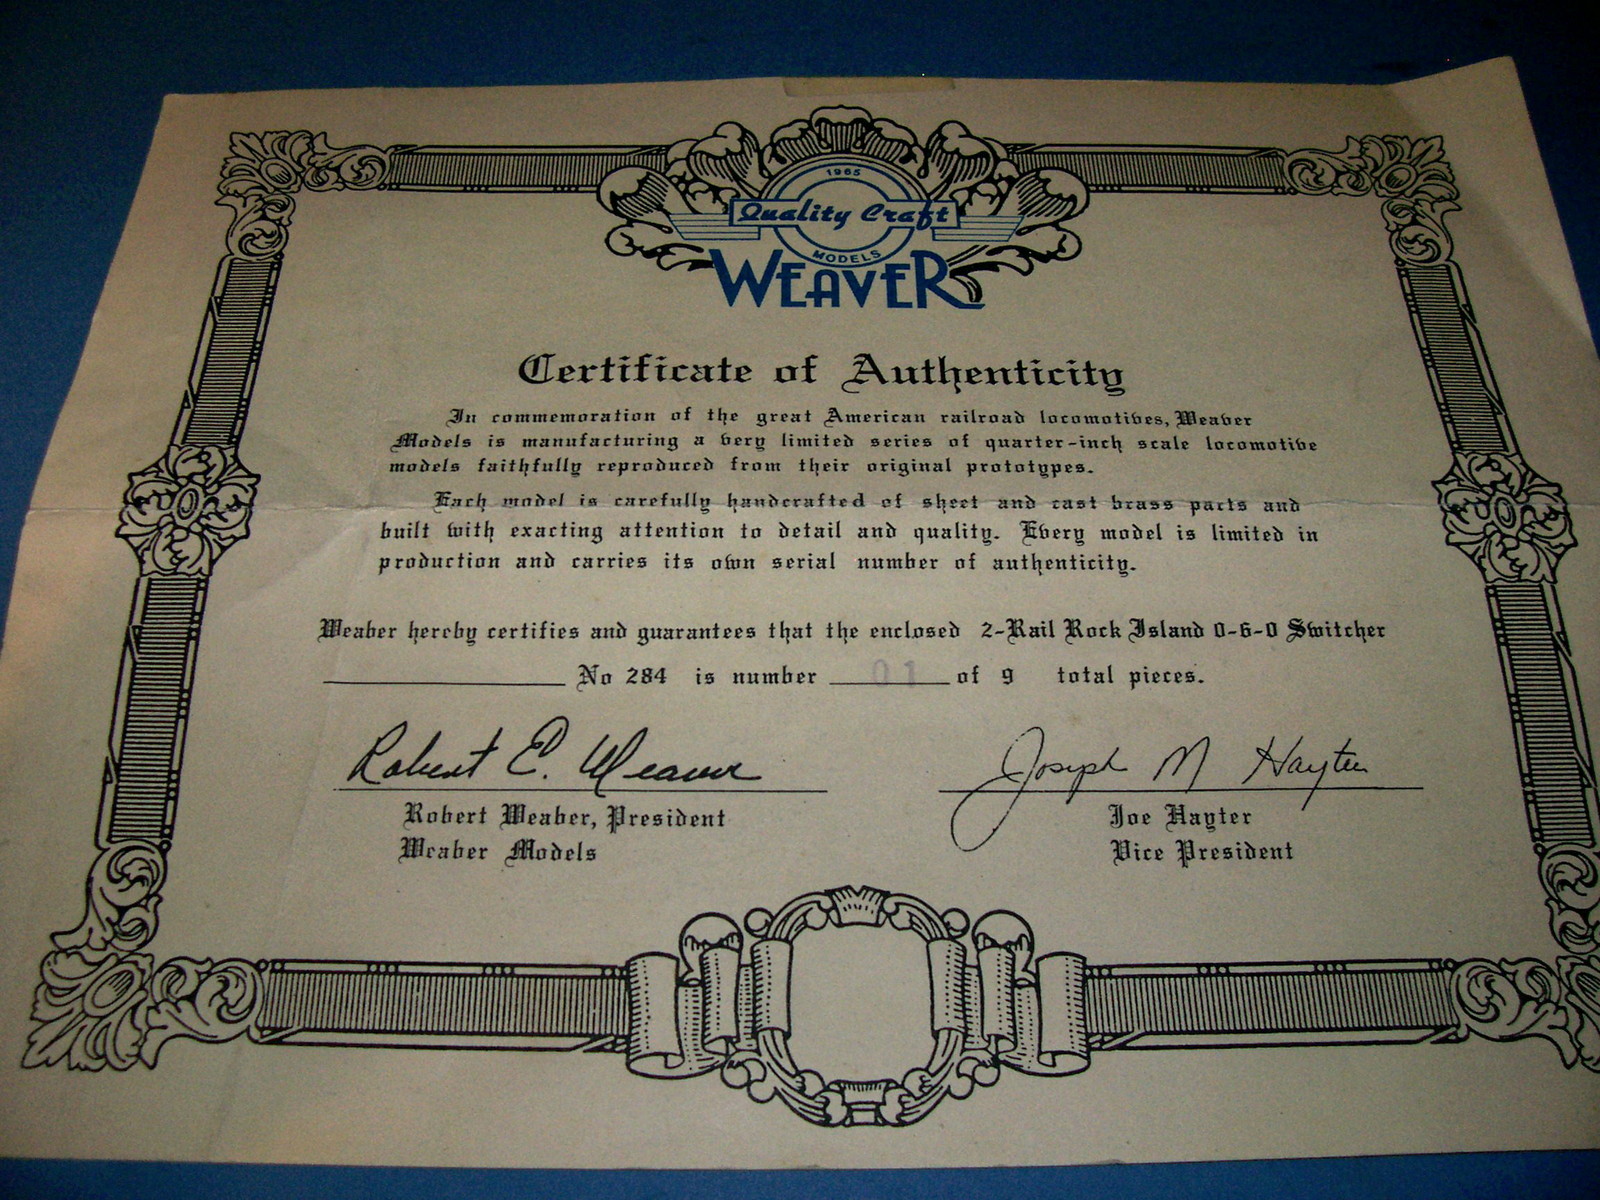 1965
Quality Craft
MODELS
WEAVER
Certificate of Authenticity
In commemoration of the great American railroad locomotives, Weaver
Models is manufacturing a very limited series of quarter-inch scale locomotive
models faithfully reproduced from their original prototypes.
Each model is carefully handcrafted of sheet and cast brass parts and
built with exacting attention to detail and quality. Every model is limited in
production and carries its own serial number of authenticity.
Weaver hereby certifies and guarantees that the enclosed 2-Rail Rock Island 0-6-0 Switcher
No 284 is number 01 of 9 total pieces.
Robert E. Weaver Joseph M Hayter
Robert Weaver, President Joe Hayter
Weaver Models Vice President